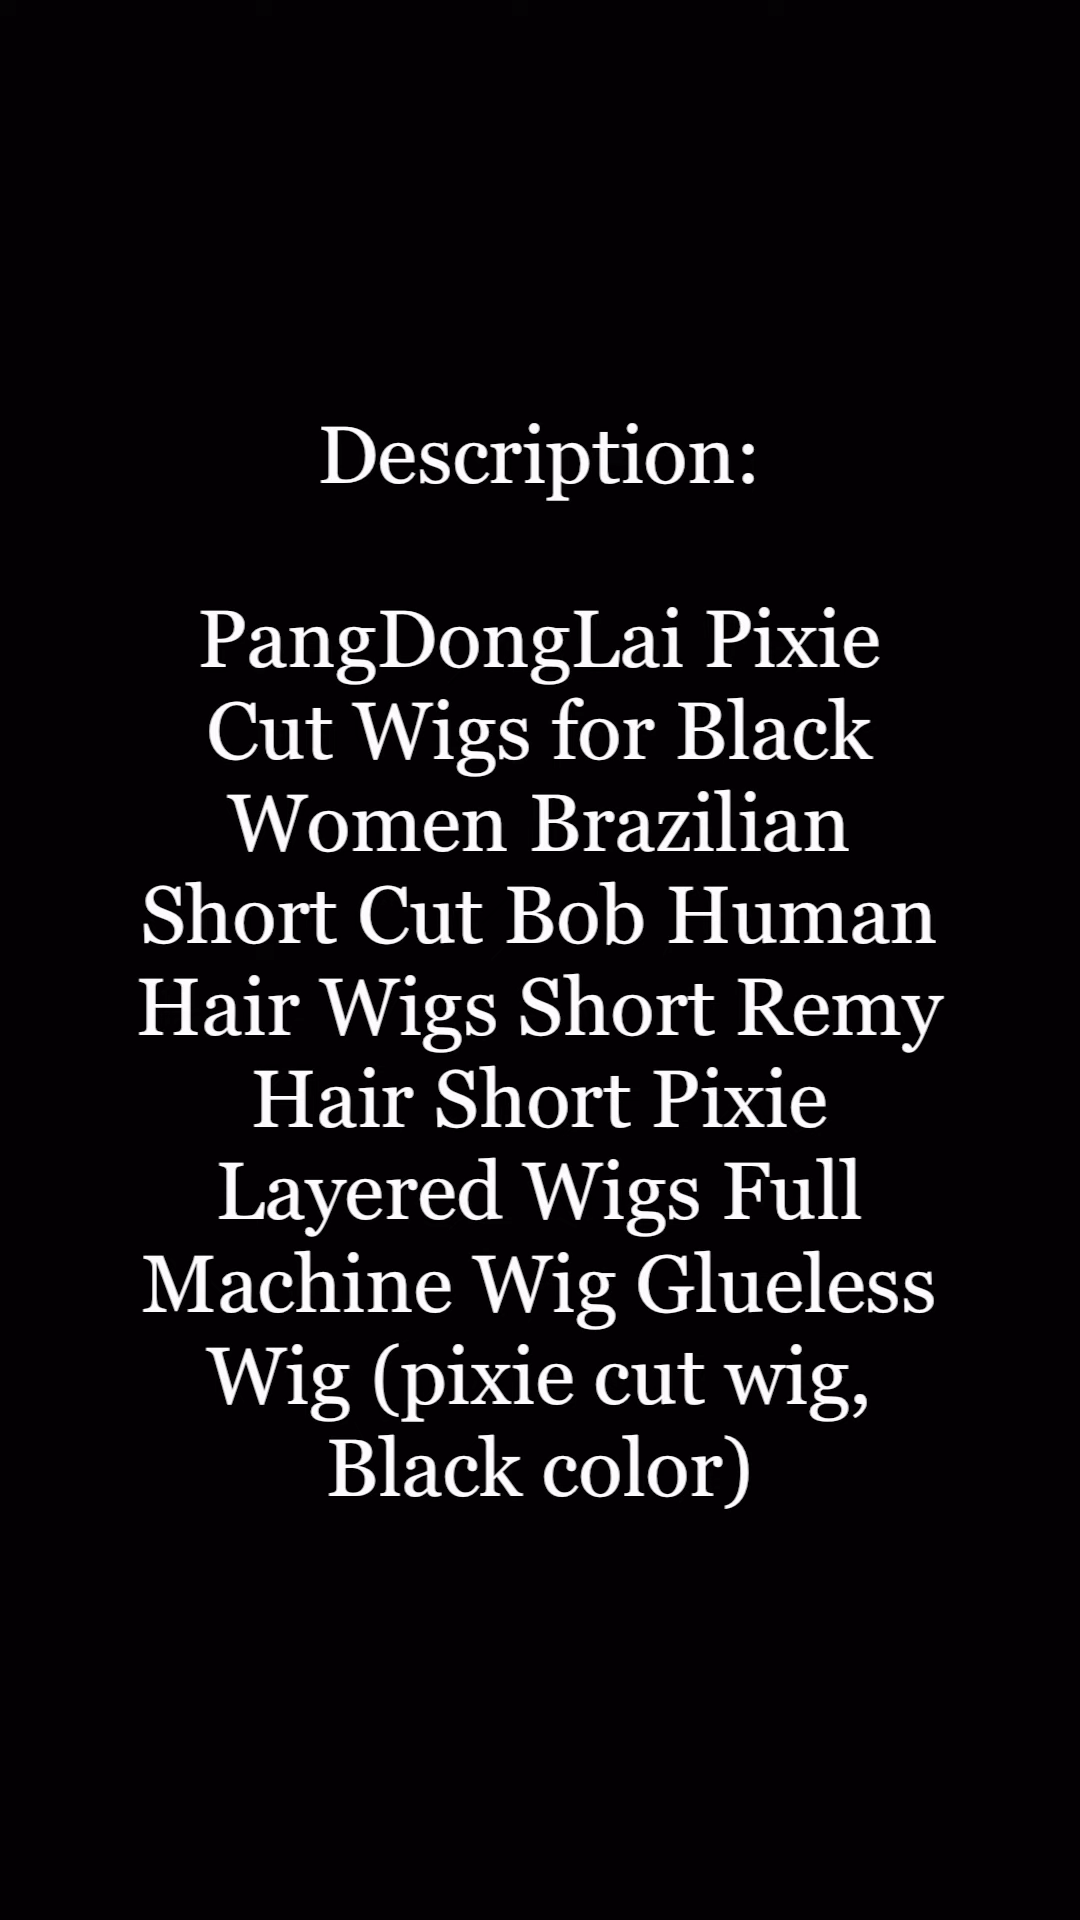 Description:
PangDongLai Pixie
Cut Wigs for Black
Women Brazilian
Short Cut Bob Human
Hair Wigs Short Remy
Hair Short Pixie
Layered Wigs Full
Machine Wig Glueless
Wig (pixie cut wig,
Black color)